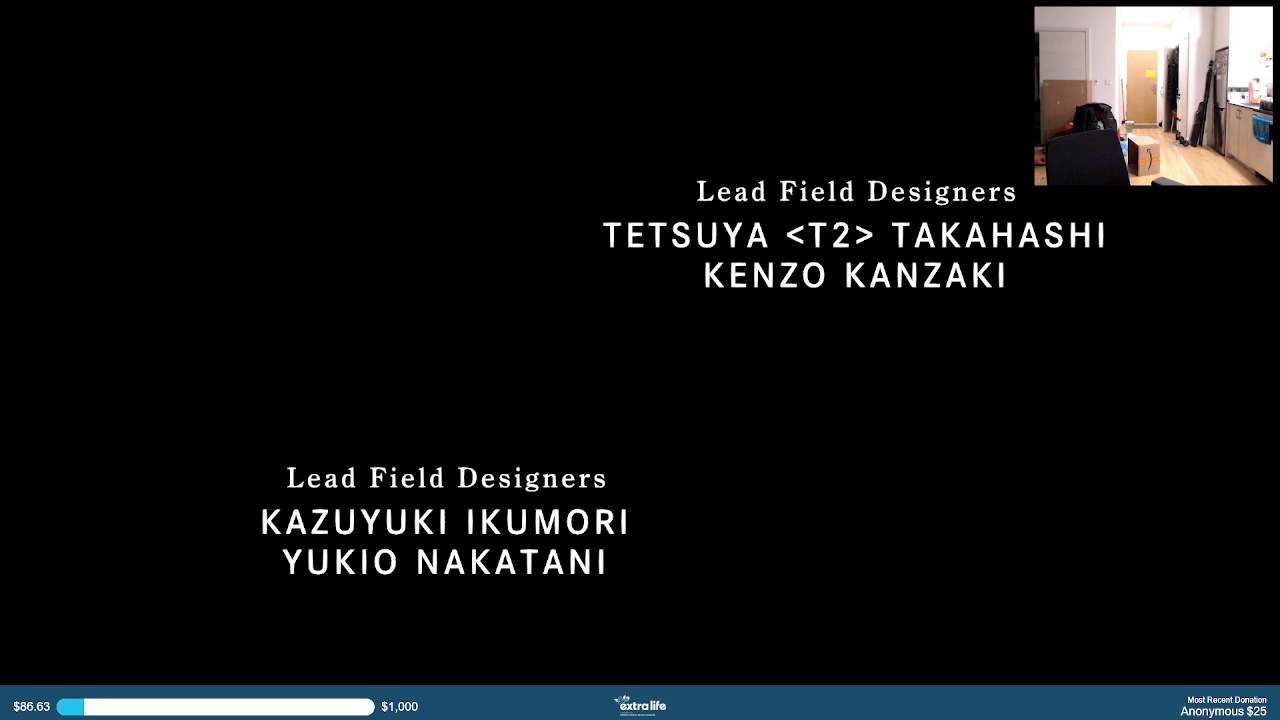 Lead Field Designers
TETSUYA <T2> TAKAHASHI
KENZO KANZAKI
Lead Field Designers
KAZUYUKI IKUMORI
YUKIO NAKATANI
$86.63
$1,000
extra life
Most Recent Donation
Anonymous $25